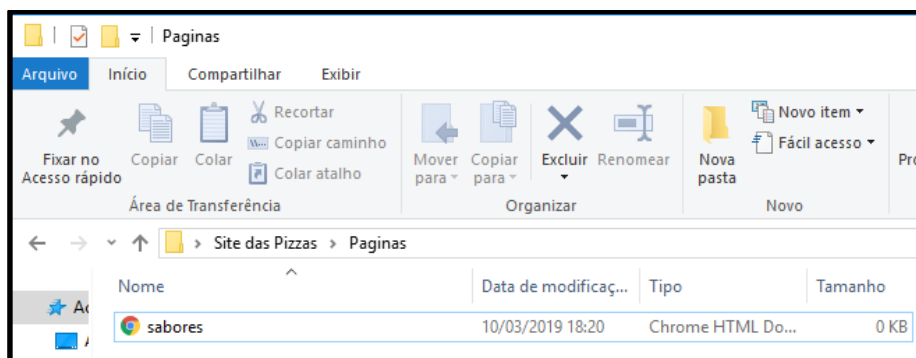 Paginas
Arquivo Início Compartilhar Exibir
Fixar no
Acesso rápido
Copiar
Colar
Recortar
Copiar caminho
Colar atalho
Área de Transferência
Mover
para
Copiar
para
Excluir
Renomear
Organizar
Nova
pasta
Novo item
Fácil acesso
Novo
Site das Pizzas > Paginas
Nome Data de modificaç... Tipo Tamanho
sabores 10/03/2019 18:20 Chrome HTML Do... 0 KB